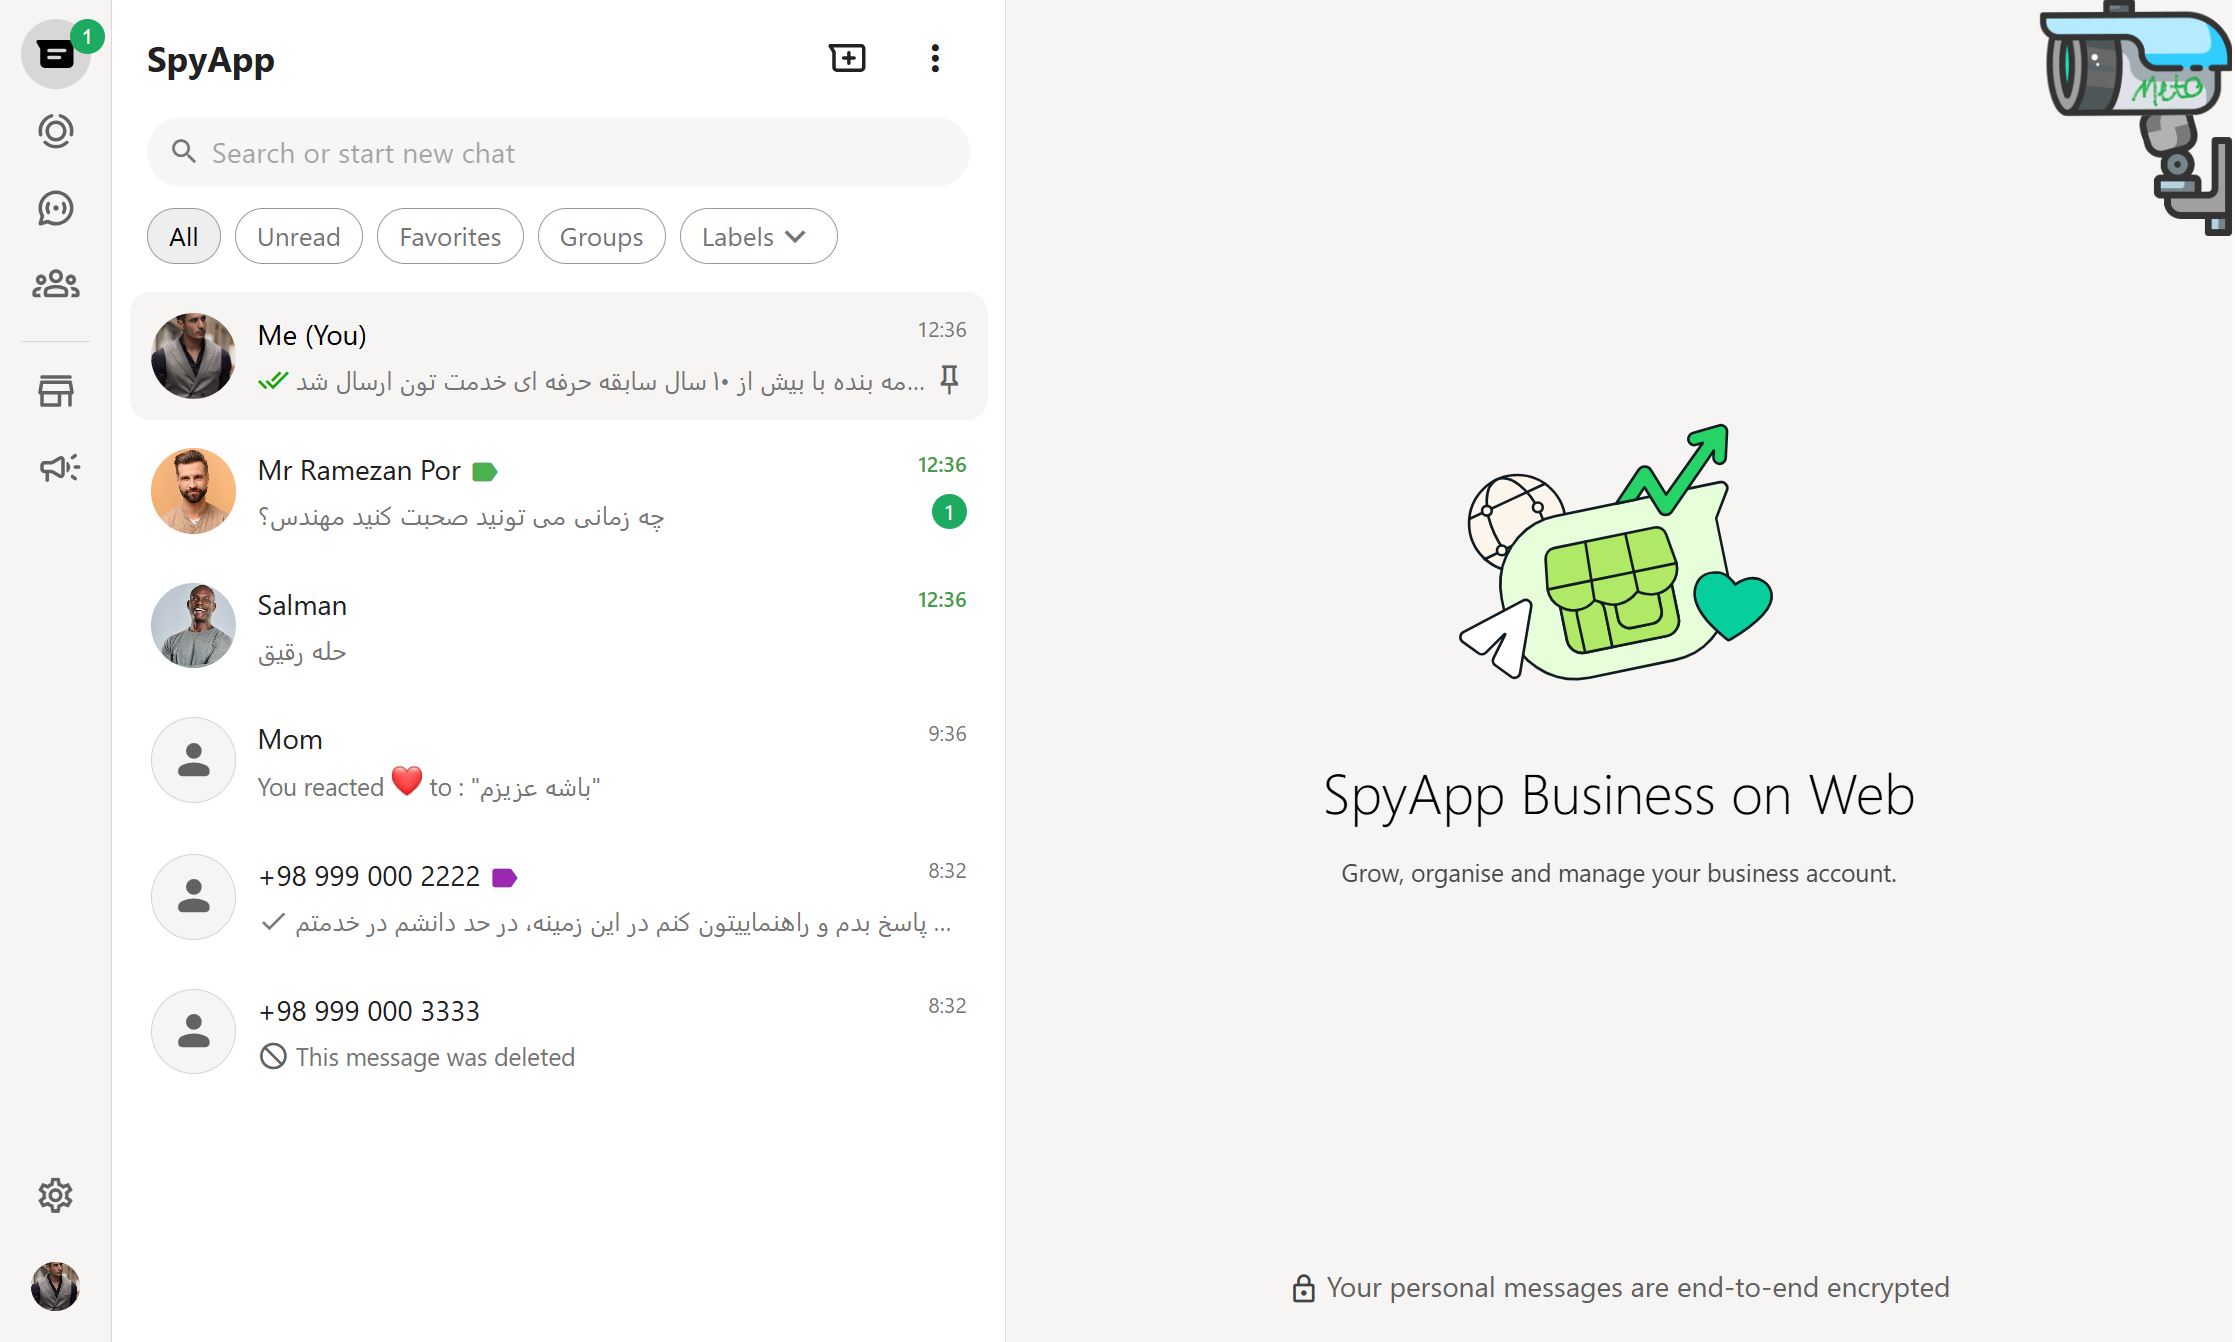 1
SpyApp
Search or start new chat
All
Unread
Favorites
Groups
Labels
Me (You)
12:36
...مه بنده با بیش از ۱۰ سال سابقه حرفه ای خدمت تون ارسال شد
Mr Ramezan Por
12:36
چه زمانی می تونید صحبت کنید مهندس؟
1
Salman
12:36
حله رقیق
Mom
9:36
You reacted ❤️ to : "باشه عزیزم"
+98 999 000 2222
8:32
پاسخ بدم و راهنماییتون کنم در این زمینه، در حد دانشم در خدمتم ...
+98 999 000 3333
8:32
This message was deleted
Meto
SpyApp Business on Web
Grow, organise and manage your business account.
Your personal messages are end-to-end encrypted